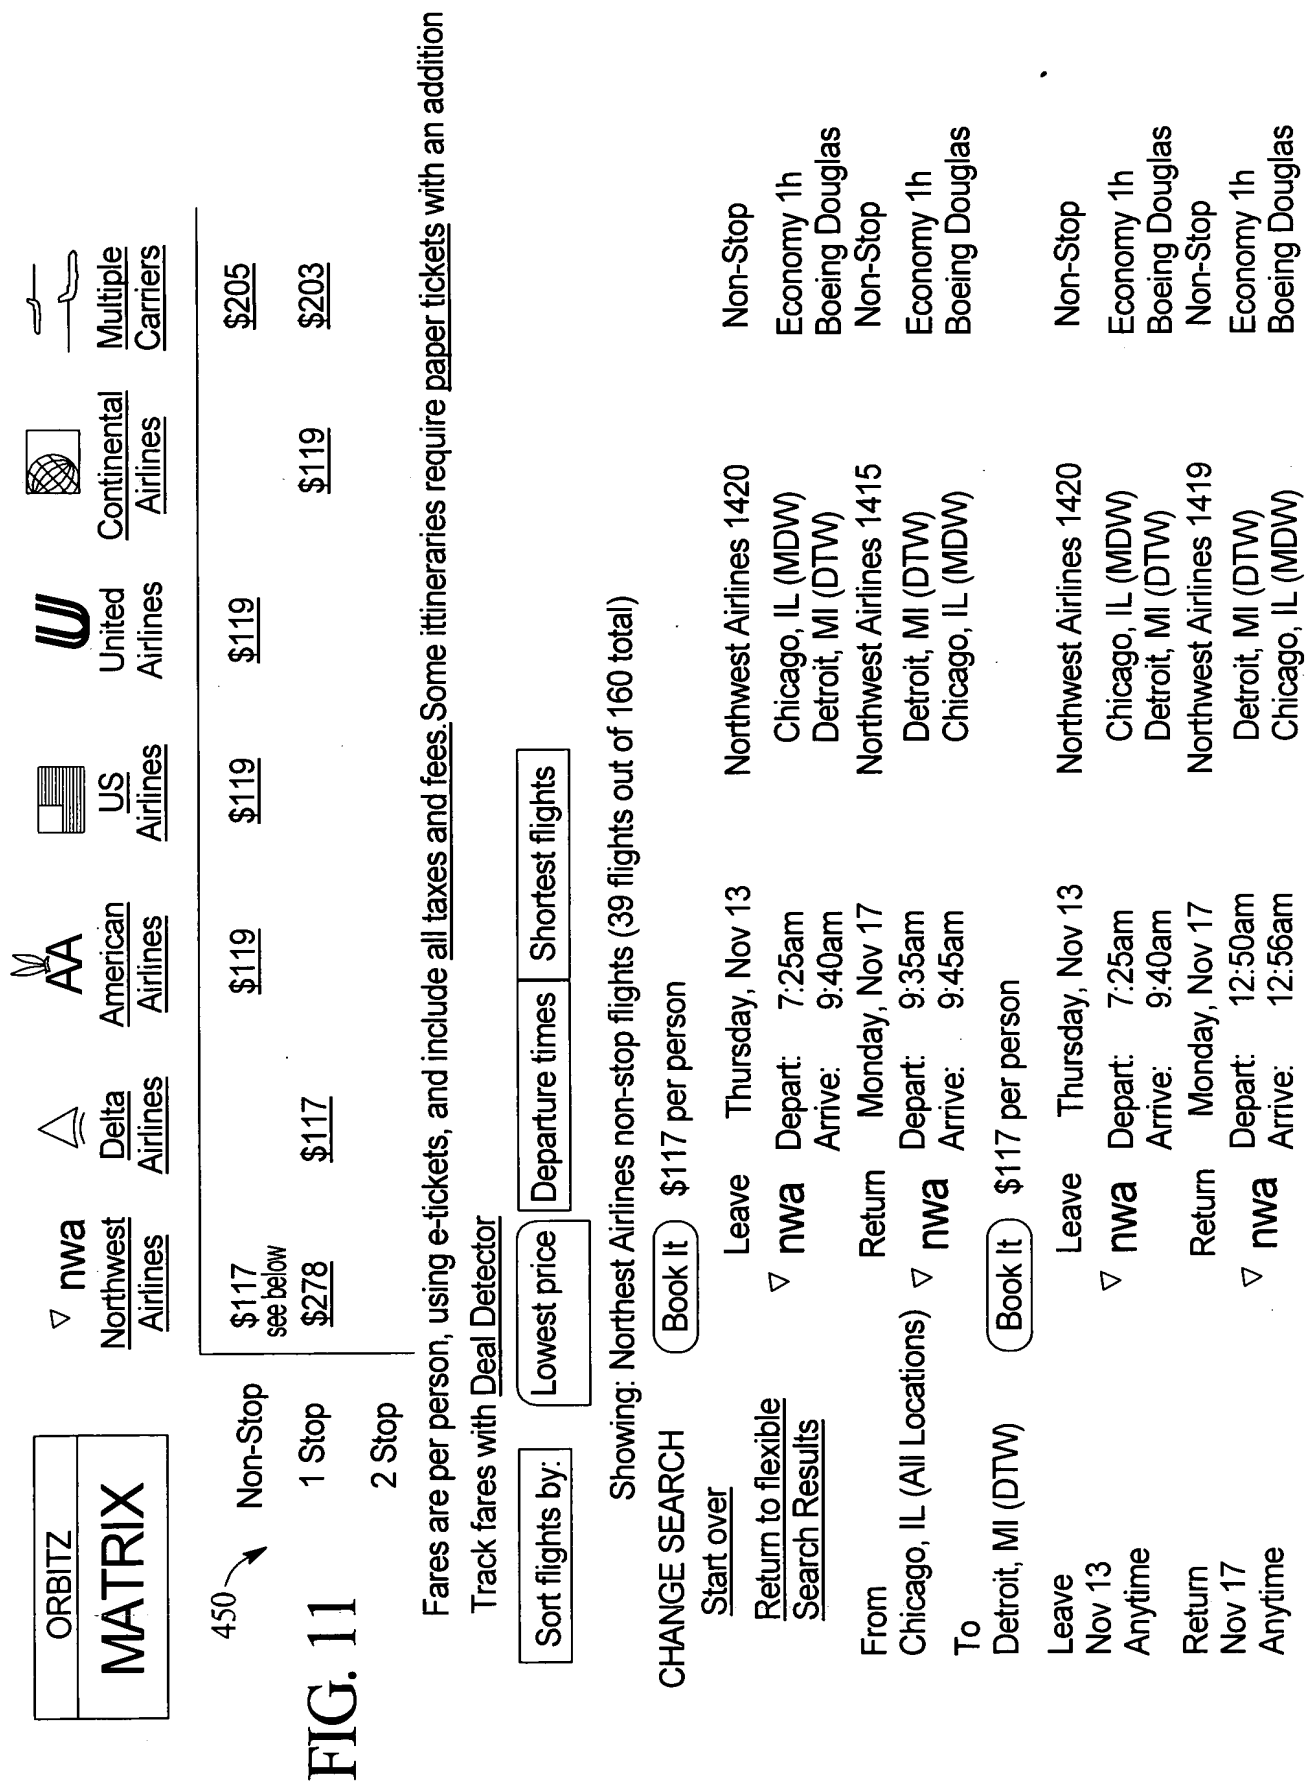 ORBITZ
MATRIX
nwa
Northwest Airlines
Delta Airlines
AA
American Airlines
US Airlines
United Airlines
Continental Airlines
Multiple Carriers
450
Non-Stop $117 see below $119 $119 $119 $205
1 Stop $278 $117 $119 $203
2 Stop
FIG. 11
Fares are per person, using e-tickets, and include all taxes and fees.Some ittineraries require paper tickets with an addition
Track fares with Deal Detector
Sort flights by: Lowest price Departure times Shortest flights
Showing: Northest Airlines non-stop flights (39 flights out of 160 total)
CHANGE SEARCH
Start over
Return to flexible
Search Results
From
Chicago, IL (All Locations)
To
Detroit, MI (DTW)
Leave
Nov 13
Anytime
Return
Nov 17
Anytime
Book It $117 per person
Leave Thursday, Nov 13 Northwest Airlines 1420 Non-Stop
nwa Depart: 7:25am Chicago, IL (MDW) Economy 1h
Arrive: 9:40am Detroit, MI (DTW) Boeing Douglas
Return Monday, Nov 17 Northwest Airlines 1415 Non-Stop
nwa Depart: 9:35am Detroit, MI (DTW) Economy 1h
Arrive: 9:45am Chicago, IL (MDW) Boeing Douglas
Book It $117 per person
Leave Thursday, Nov 13 Northwest Airlines 1420 Non-Stop
nwa Depart: 7:25am Chicago, IL (MDW) Economy 1h
Arrive: 9:40am Detroit, MI (DTW) Boeing Douglas
Return Monday, Nov 17 Northwest Airlines 1419 Non-Stop
nwa Depart: 12:50am Detroit, MI (DTW) Economy 1h
Arrive: 12:56am Chicago, IL (MDW) Boeing Douglas